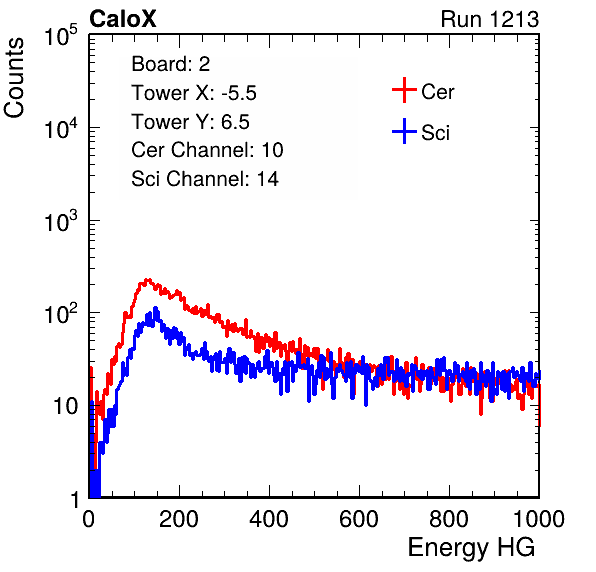 CaloX Run 1213
Counts
Board: 2
Tower X: -5.5
Tower Y: 6.5
Cer Channel: 10
Sci Channel: 14
Cer
Sci
10^5
10^4
10^3
10^2
10
1
0 200 400 600 800 1000
Energy HG